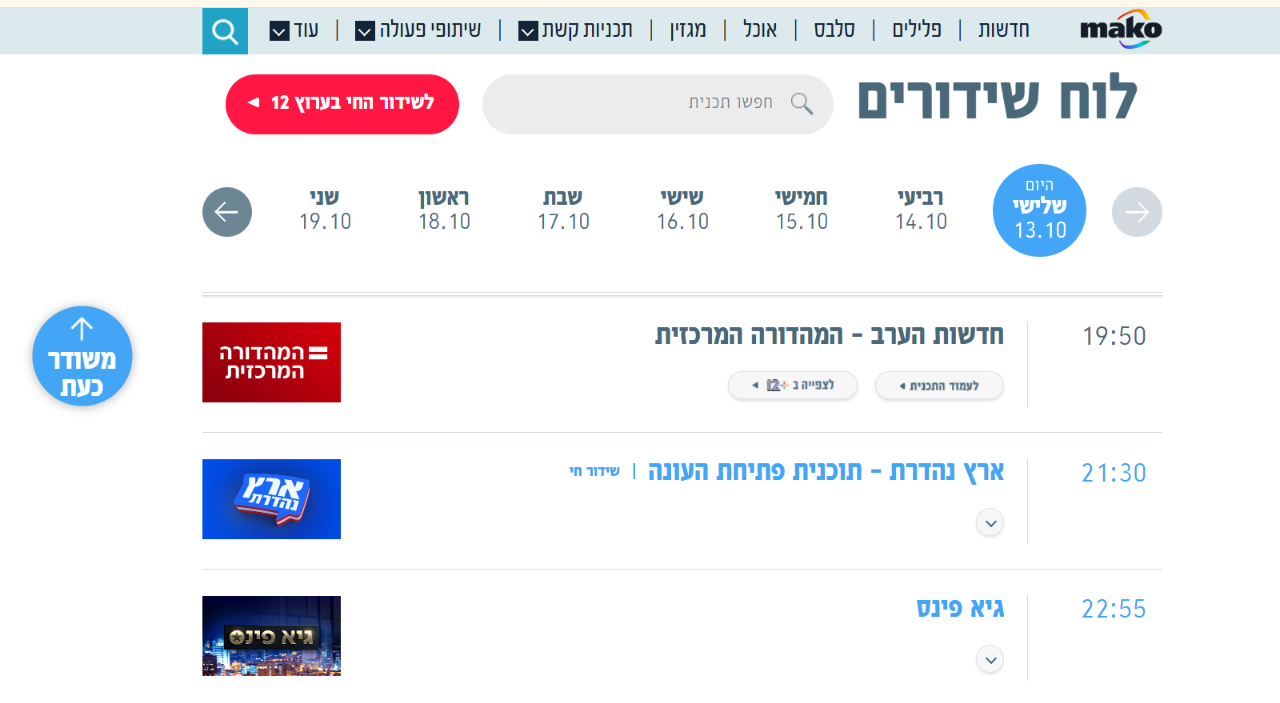 mako
חדשות | פלילים | סלבס | אוכל | מגזין | תכניות קשת | שיתופי פעולה | עוד
לוח שידורים
חפשו תכנית
לשידור החי בערוץ 12
היום
שלישי
13.10
רביעי
14.10
חמישי
15.10
שישי
16.10
שבת
17.10
ראשון
18.10
שני
19.10
משודר
כעת
19:50
חדשות הערב - המהדורה המרכזית
לעמוד התכנית
לצפייה ב 12+
המהדורה
המרכזית
21:30
ארץ נהדרת - תוכנית פתיחת העונה | שידור חי
ארץ
נהדרת
22:55
גיא פינס
גיא פינס